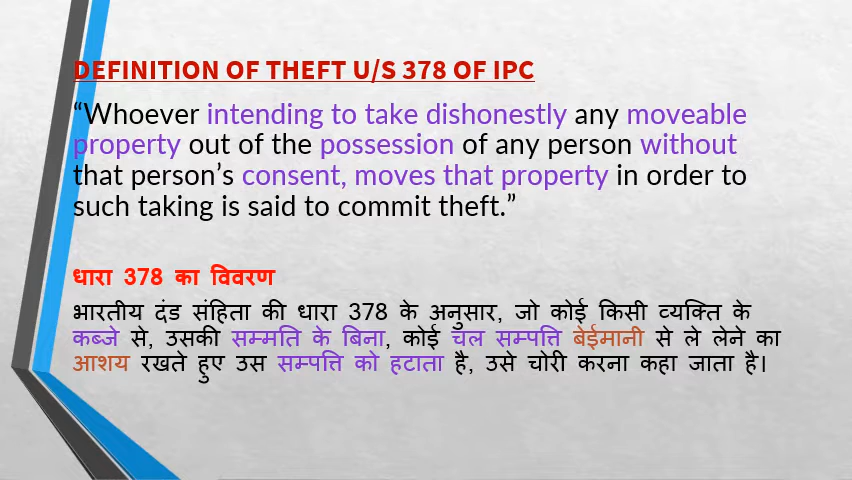 DEFINITION OF THEFT U/S 378 OF IPC
“Whoever intending to take dishonestly any moveable
property out of the possession of any person without
that person’s consent, moves that property in order to
such taking is said to commit theft.”
धारा 378 का विवरण
भारतीय दंड संहिता की धारा 378 के अनुसार, जो कोई किसी व्यक्ति के
कब्जे से, उसकी सम्मति के बिना, कोई चल सम्पत्ति बेईमानी से ले लेने का
आशय रखते हुए उस सम्पत्ति को हटाता है, उसे चोरी करना कहा जाता है।